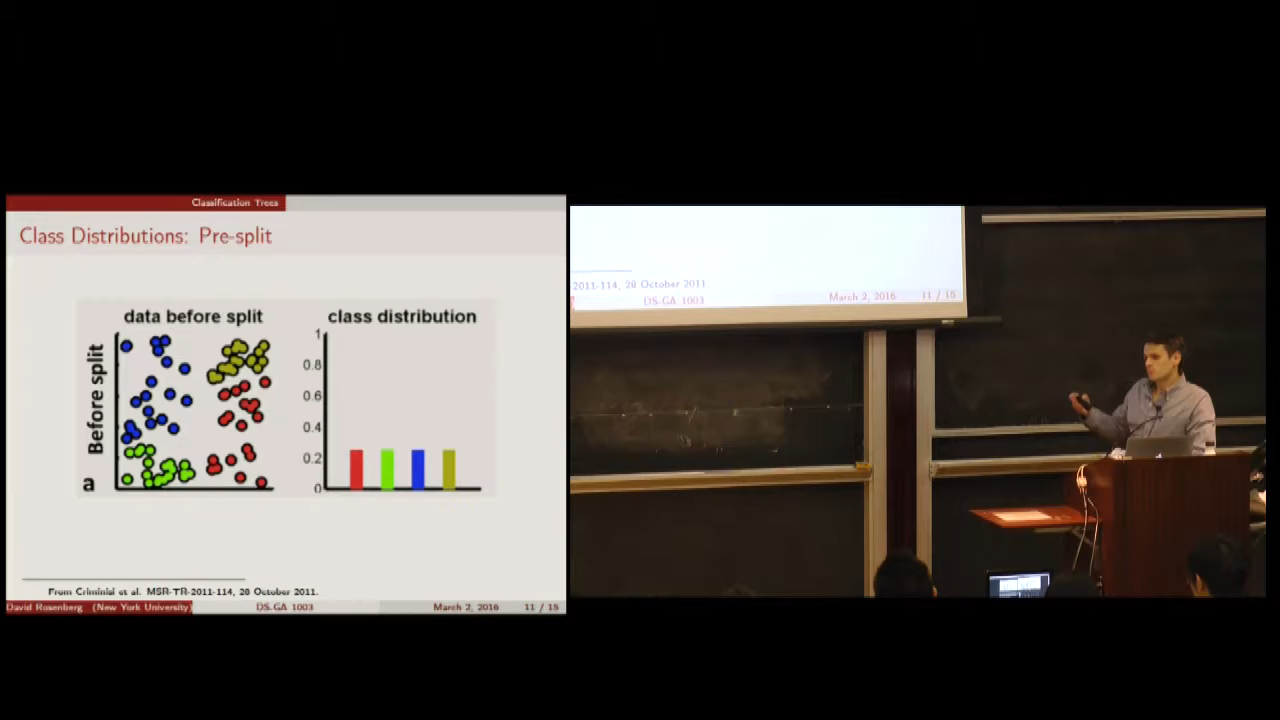 Classification Trees
Class Distributions: Pre-split
data before split
class distribution
Before split
1
0.8
0.6
0.4
0.2
0
a
From Criminisi et al. MSR-TR-2011-114, 28 October 2011.
David Rosenberg (New York University)
DS-GA 1003
March 2, 2016
11 / 15
2011-114, 28 October 2011.
DS-GA 1003
March 2, 2016
11 / 15